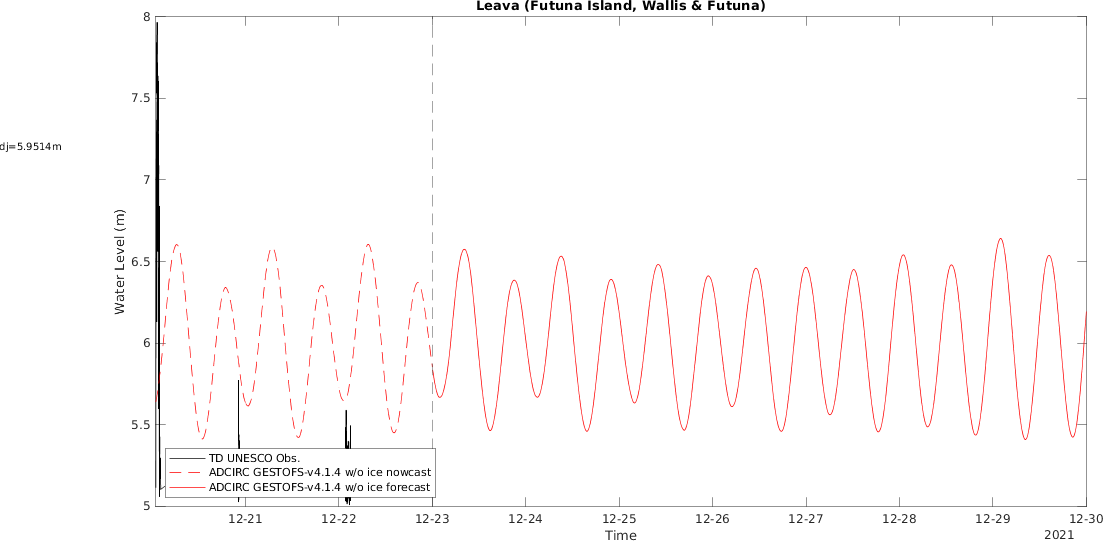 Leava (Futuna Island, Wallis & Futuna)
dj=5.9514m
Water Level (m)
8
7.5
7
6.5
6
5.5
5
TD UNESCO Obs.
ADCIRC GESTOFS-v4.1.4 w/o ice nowcast
ADCIRC GESTOFS-v4.1.4 w/o ice forecast
12-21 12-22 12-23 12-24 12-25 12-26 12-27 12-28 12-29 12-30
Time
2021